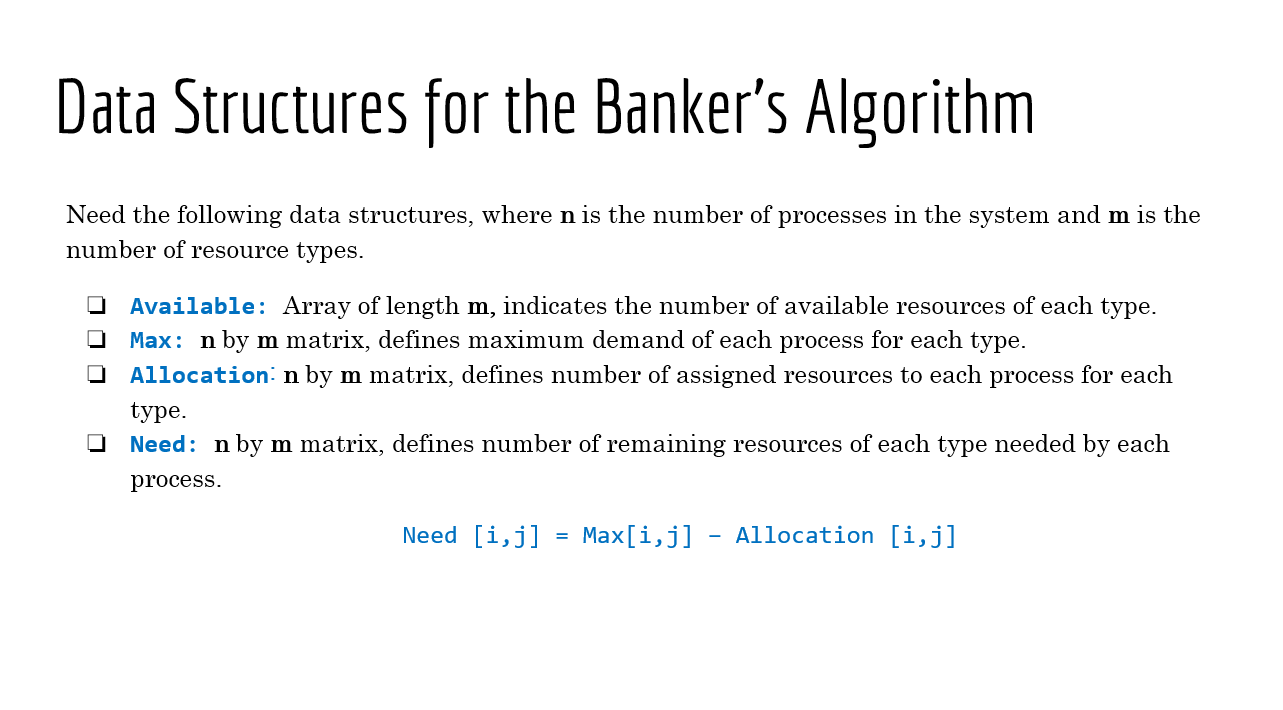 Data Structures for the Banker’s Algorithm
Need the following data structures, where n is the number of processes in the system and m is the
number of resource types.
❏ Available: Array of length m, indicates the number of available resources of each type.
❏ Max: n by m matrix, defines maximum demand of each process for each type.
❏ Allocation: n by m matrix, defines number of assigned resources to each process for each
type.
❏ Need: n by m matrix, defines number of remaining resources of each type needed by each
process.
Need [i,j] = Max[i,j] – Allocation [i,j]